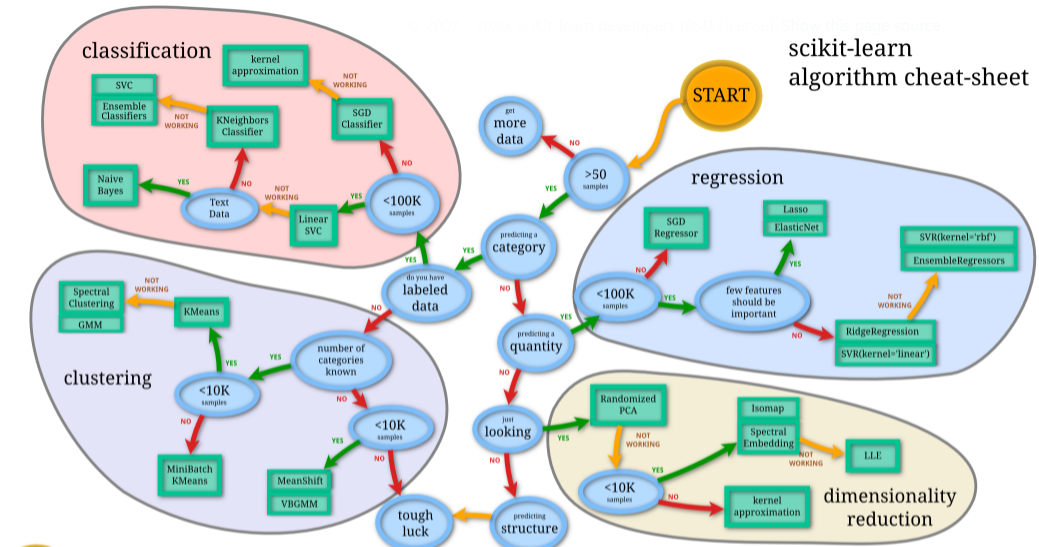 scikit-learn
algorithm cheat-sheet
START
>50
samples
NO
get
more
data
YES
predicting a
category
YES
do you have
labeled
data
YES
classification
<100K
samples
YES
Linear
SVC
NOT
WORKING
Text
Data
YES
Naive
Bayes
NO
KNeighbors
Classifier
NOT
WORKING
SVC
Ensemble
Classifiers
NO
SGD
Classifier
NOT
WORKING
kernel
approximation
NO
clustering
number of
categories
known
YES
<10K
samples
YES
KMeans
NOT
WORKING
Spectral
Clustering
GMM
NO
MiniBatch
KMeans
NO
<10K
samples
YES
MeanShift
VBGMM
NO
tough
luck
NO
predicting a
quantity
YES
regression
<100K
samples
NO
SGD
Regressor
YES
few features
should be
important
YES
Lasso
ElasticNet
NO
RidgeRegression
SVR(kernel='linear')
NOT
WORKING
SVR(kernel='rbf')
EnsembleRegressors
NO
just
looking
YES
dimensionality
reduction
Randomized
PCA
NOT
WORKING
<10K
samples
YES
Isomap
Spectral
Embedding
NOT
WORKING
LLE
NO
kernel
approximation
NO
predicting
structure